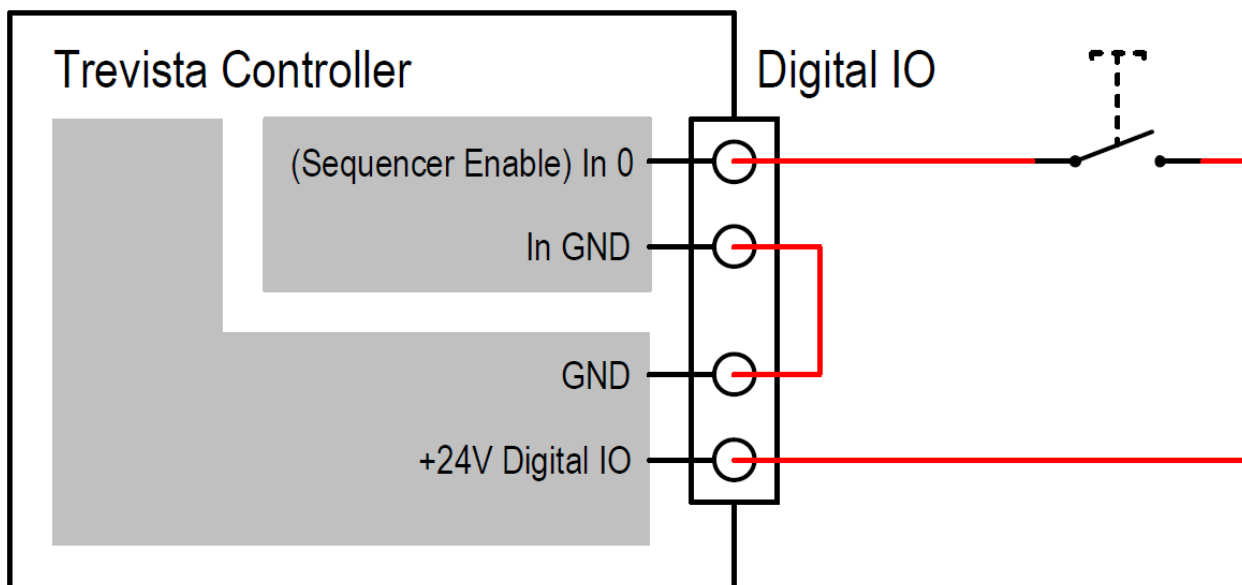 Trevista Controller
Digital IO
(Sequencer Enable) In 0
In GND
GND
+24V Digital IO